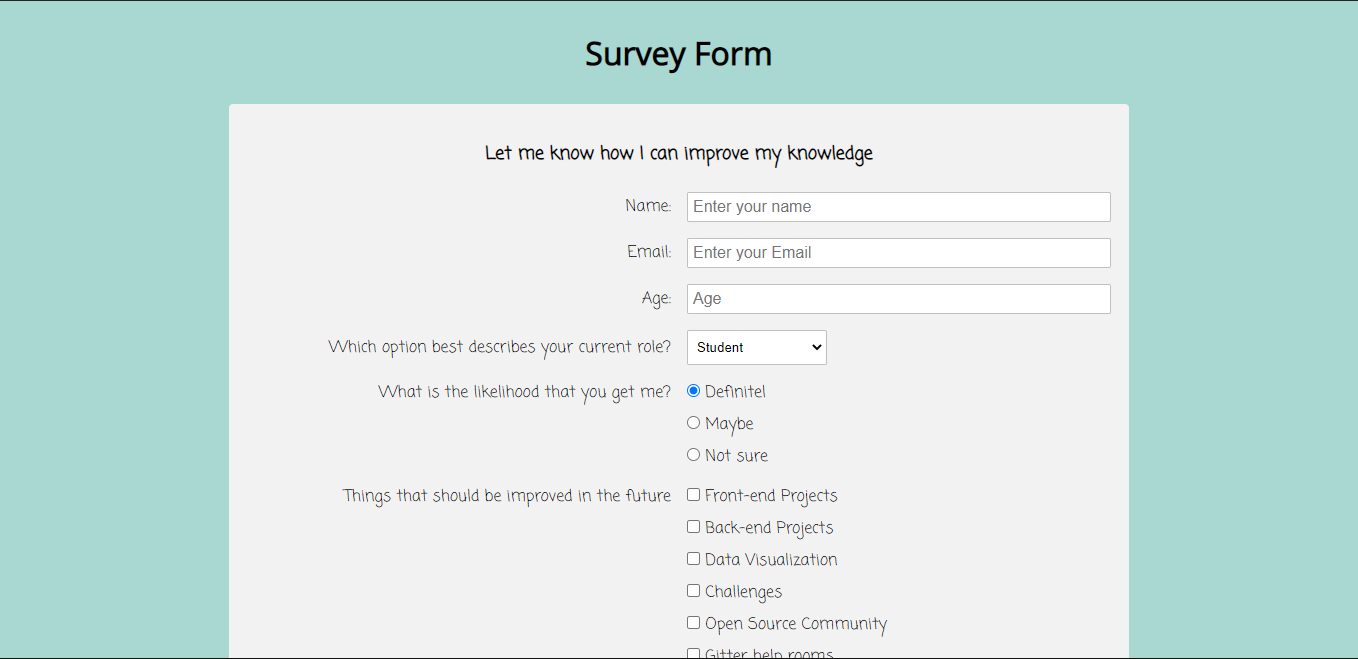 Survey Form
Let me know how I can improve my knowledge
Name: Enter your name
Email: Enter your Email
Age: Age
Which option best describes your current role? Student
What is the likelihood that you get me? Definitel
Maybe
Not sure
Things that should be improved in the future Front-end Projects
Back-end Projects
Data Visualization
Challenges
Open Source Community
Gitter help rooms